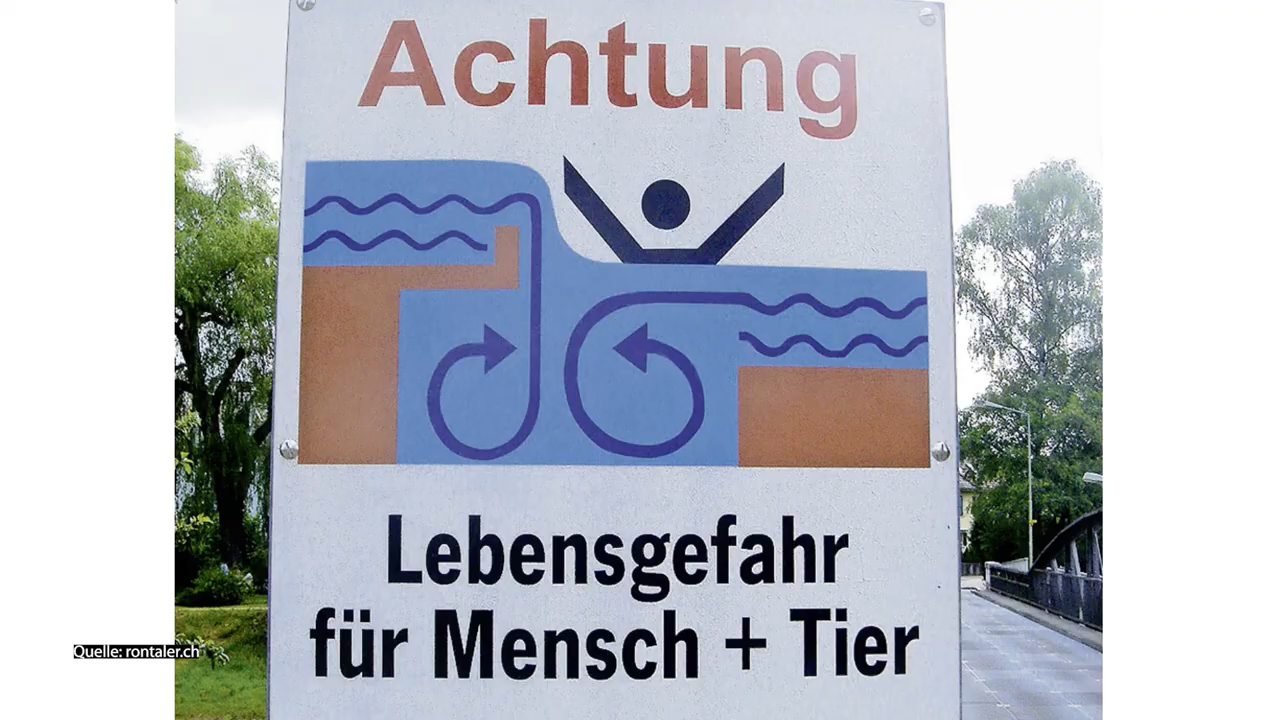 Achtung
Lebensgefahr
für Mensch + Tier
Quelle: rontaler.ch